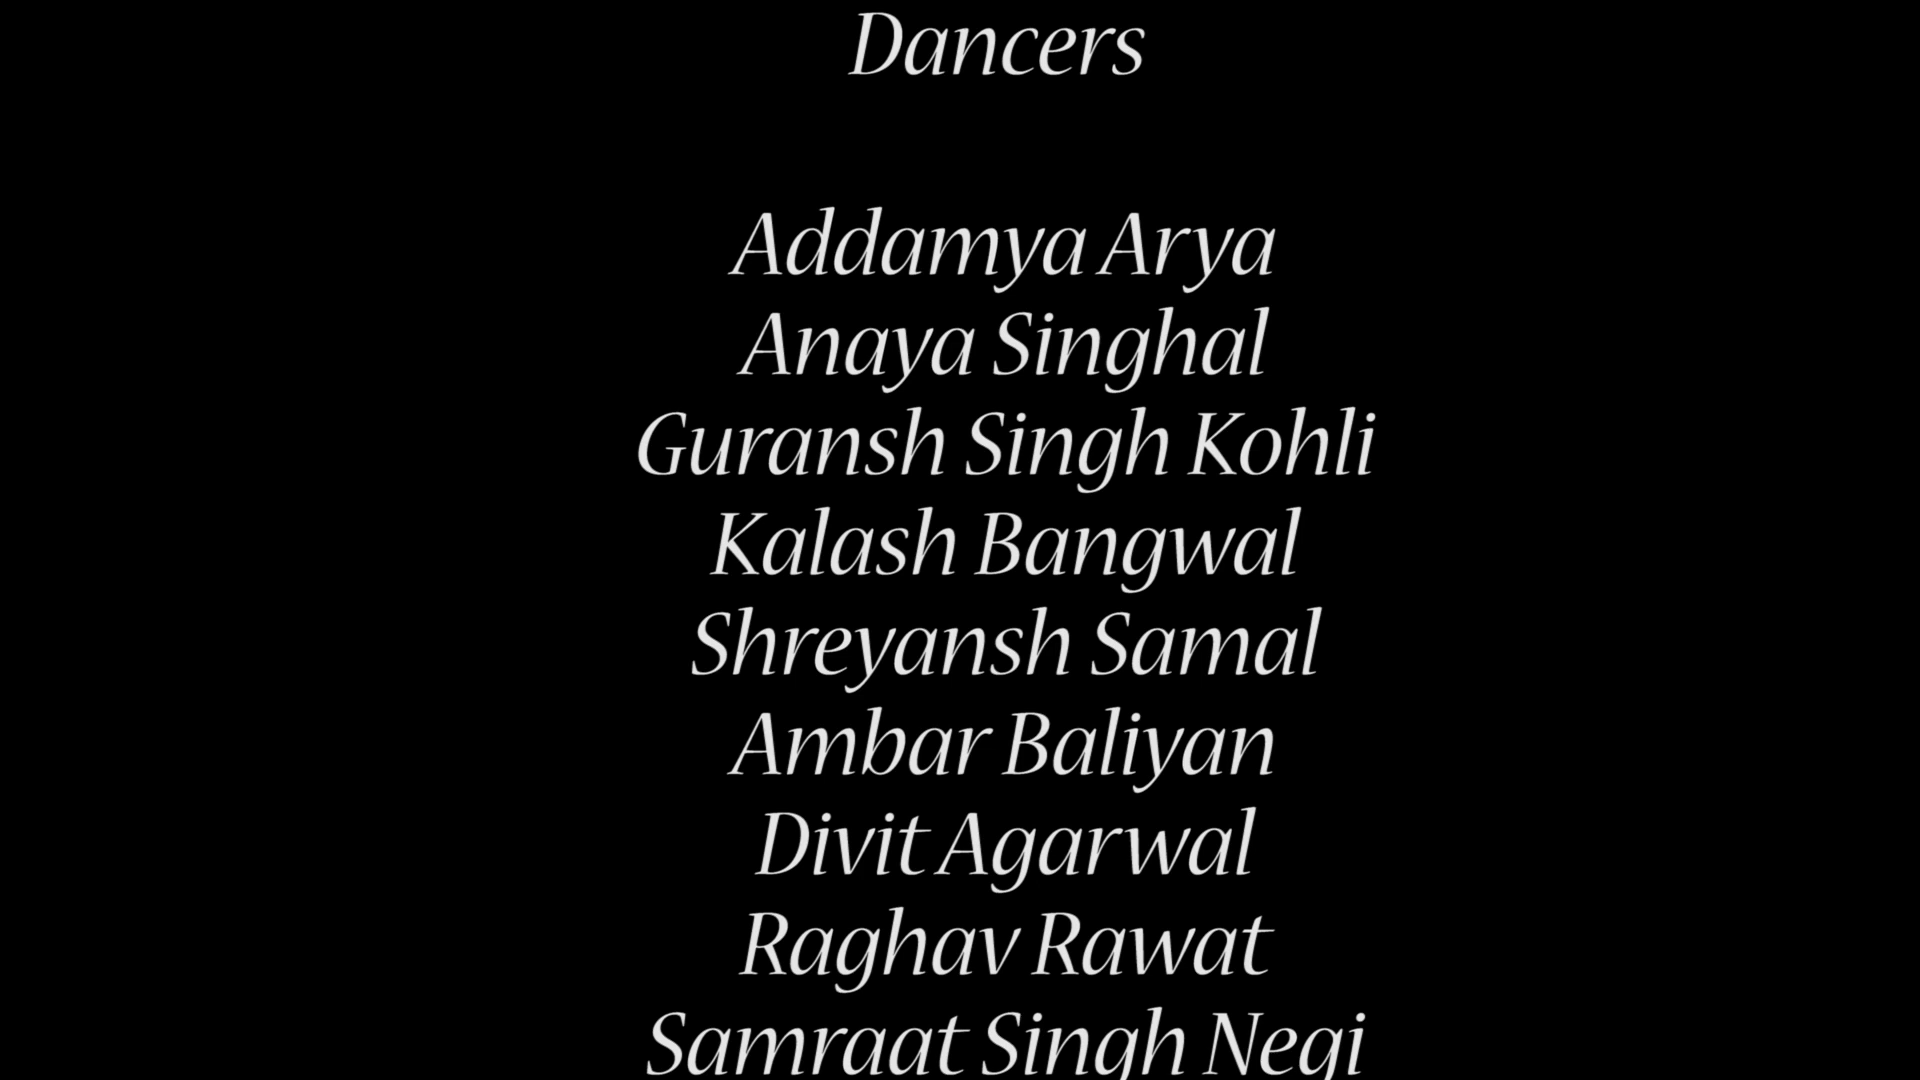 Dancers
Addamya Arya
Anaya Singhal
Guransh Singh Kohli
Kalash Bangwal
Shreyansh Samal
Ambar Baliyan
Divit Agarwal
Raghav Rawat
Samraat Singh Negi